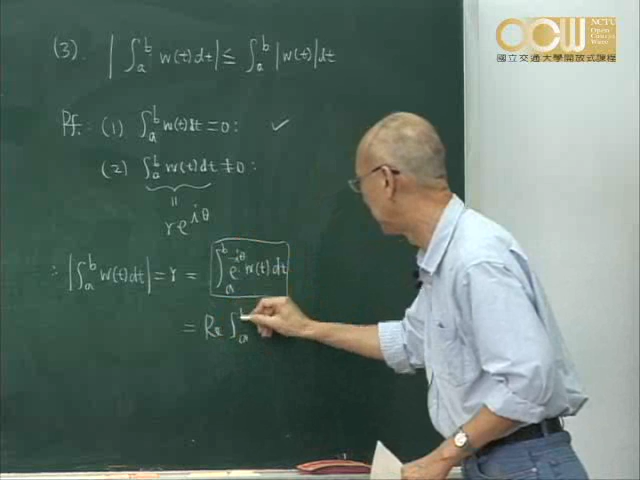 (3). | ∫_a^b w(t) dt | ≤ ∫_a^b |w(t)| dt
Pf: (1) ∫_a^b w(t) dt = 0: ✓
(2) ∫_a^b w(t) dt ≠ 0:
=
re^{iθ}
∴ | ∫_a^b w(t) dt | = r = ∫_a^b e^{-iθ} w(t) dt
= Re ∫_a^b
OCW
NCTU
Open
Course
Ware
國立交通大學開放式課程